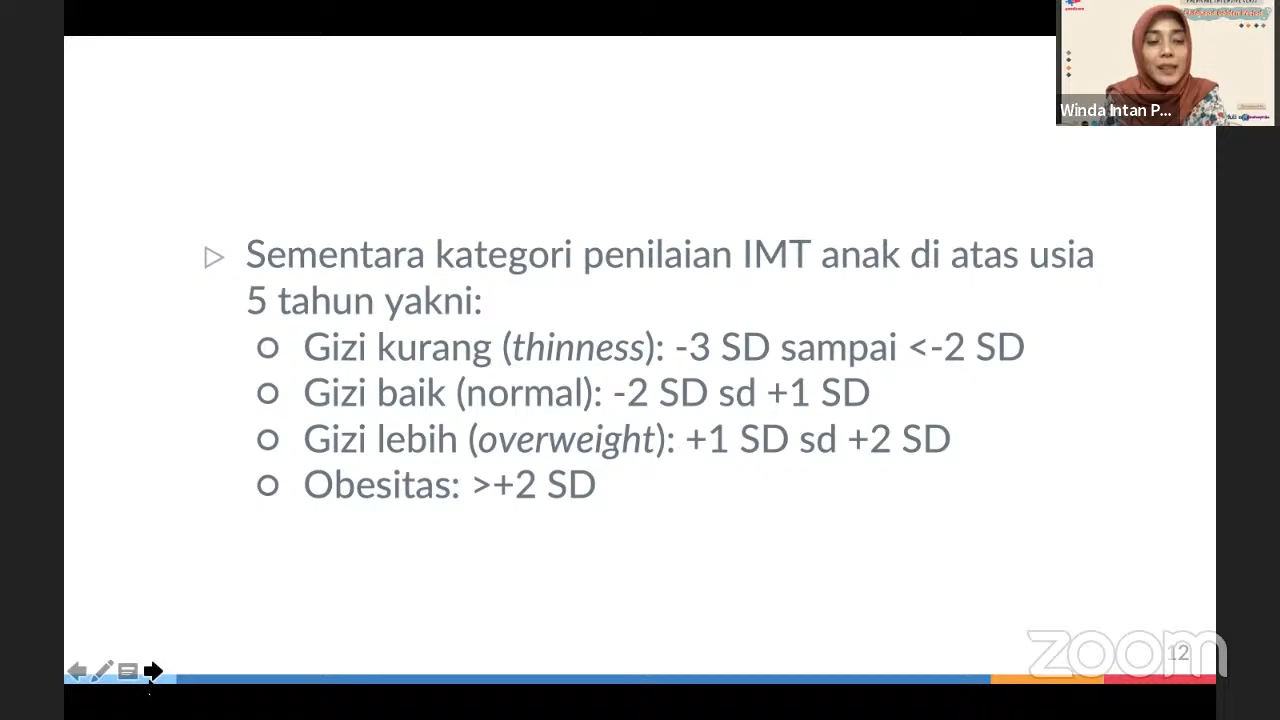 Winda Intan P...
Sementara kategori penilaian IMT anak di atas usia
5 tahun yakni:
Gizi kurang (thinness): -3 SD sampai <-2 SD
Gizi baik (normal): -2 SD sd +1 SD
Gizi lebih (overweight): +1 SD sd +2 SD
Obesitas: >+2 SD
zoom
12